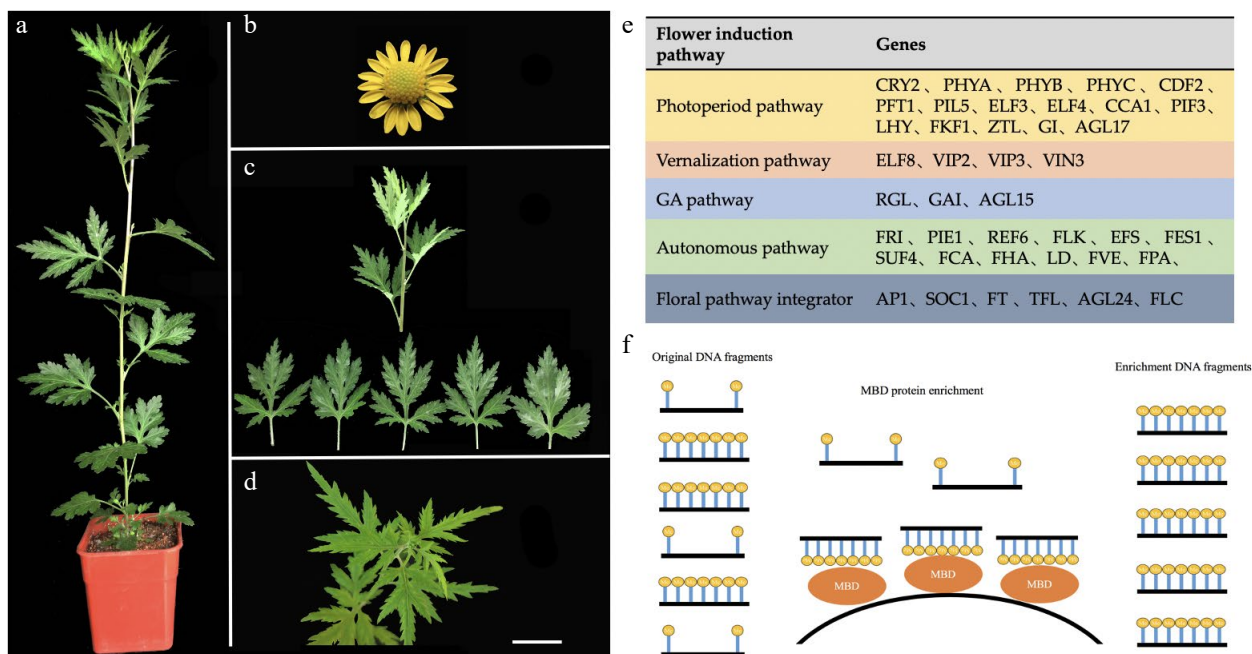 a
b
c
d
e
Flower induction pathway
Genes
Photoperiod pathway
CRY2 、 PHYA 、 PHYB 、 PHYC 、 CDF2 、
PFT1、 PIL5、 ELF3、 ELF4、 CCA1、 PIF3、
LHY、 FKF1、 ZTL、 GI、 AGL17
Vernalization pathway
ELF8、VIP2、VIP3、VIN3
GA pathway
RGL、GAI、AGL15
Autonomous pathway
FRI 、 PIE1 、 REF6 、 FLK 、 EFS 、 FES1 、
SUF4、 FCA、 FHA、 LD、 FVE、 FPA、
Floral pathway integrator
AP1、SOC1、FT 、TFL、AGL24、FLC
f
Original DNA fragments
MBD protein enrichment
Enrichment DNA fragments
MBD
MBD
MBD